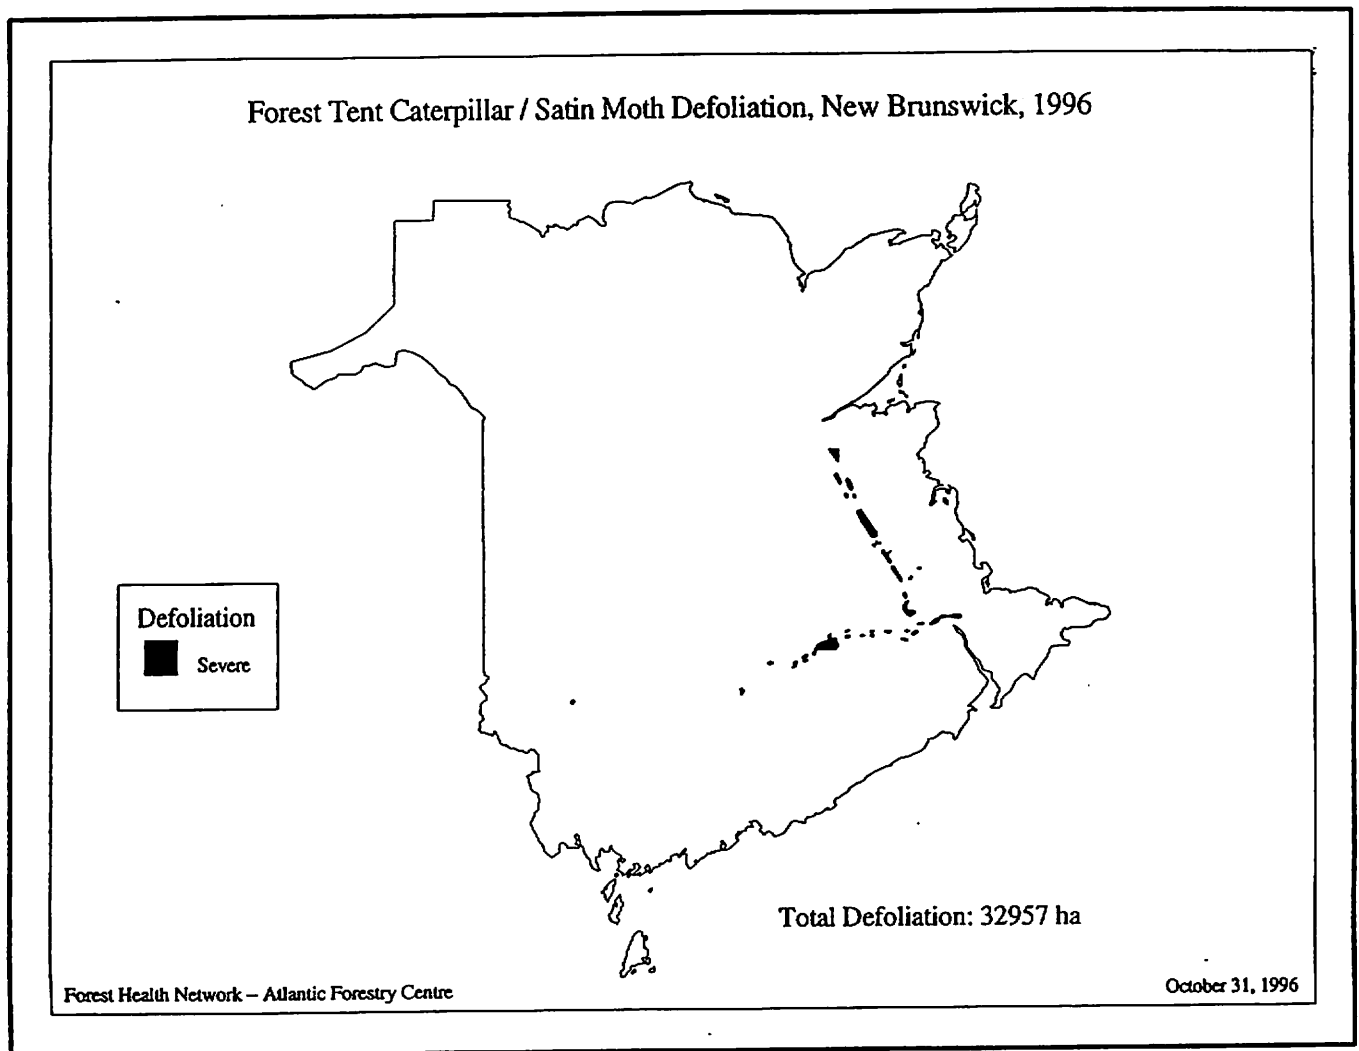 Forest Tent Caterpillar / Satin Moth Defoliation, New Brunswick, 1996
Defoliation
Severe
Total Defoliation: 32957 ha
Forest Health Network – Atlantic Forestry Centre
October 31, 1996